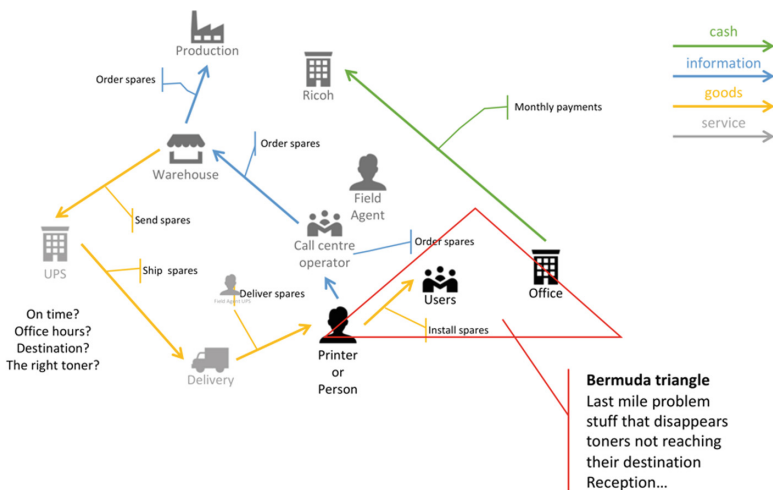 Production
Order spares
Ricoh
cash
information
goods
service
Monthly payments
Warehouse
Order spares
Field
Agent
Send spares
Call centre
operator
Order spares
UPS
Ship spares
Deliver spares
Field Agent UPS
Users
Office
On time?
Office hours?
Destination?
The right toner?
Install spares
Delivery
Printer
or
Person
Bermuda triangle
Last mile problem
stuff that disappears
toners not reaching
their destination
Reception...